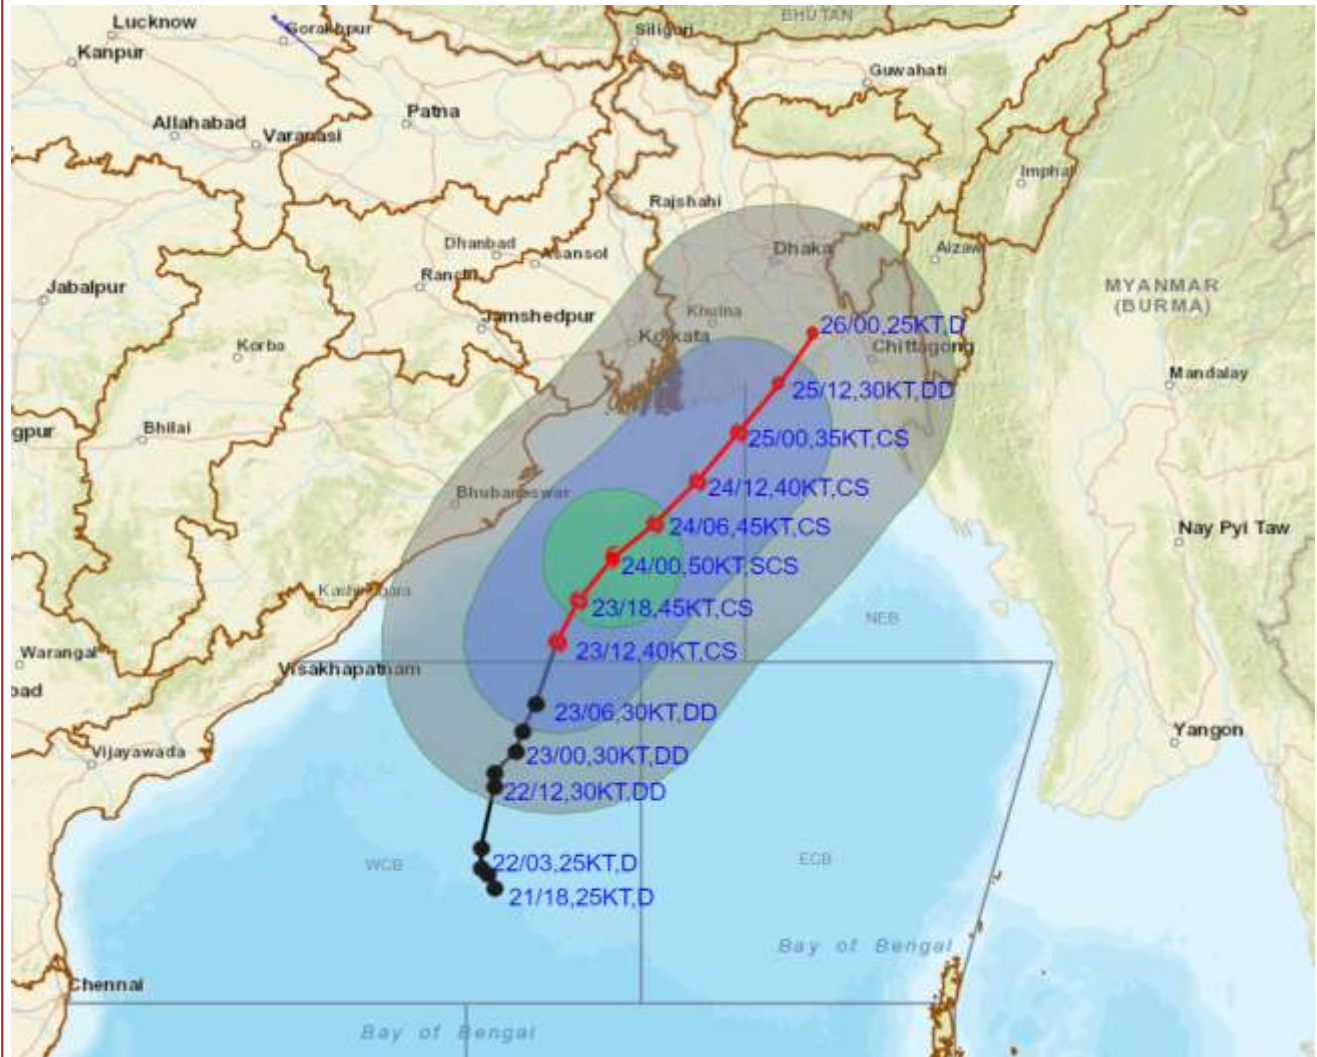 BHUTAN
Lucknow
Gorakhpur
Siliguri
Kanpur
Guwahati
Patna
Allahabad
Varanasi
Imphal
Rajshahi
Dhanbad
Asansol
Dhaka
Aizaw
Ranchi
Jabalpur
MYANMAR
(BURMA)
Jamshedpur
Khulna
Kolkata
26/00,25KT,D
Korba
Chittagong
Mandalay
25/12,30KT,DD
Bhilai
gpur
25/00,35KT,CS
24/12,40KT,CS
Bhubaneswar
24/06,45KT,CS
Nay Pyi Taw
24/00,50KT,SCS
23/18,45KT,CS
NEB
Warangal
23/12,40KT,CS
Visakhapatnam
bad
23/06,30KT,DD
Vijayawada
23/00,30KT,DD
Yangon
22/12,30KT,DD
WCB
22/03,25KT,D
ECB
21/18,25KT,D
Bay of Bengal
Chennai
Bay of Bengal